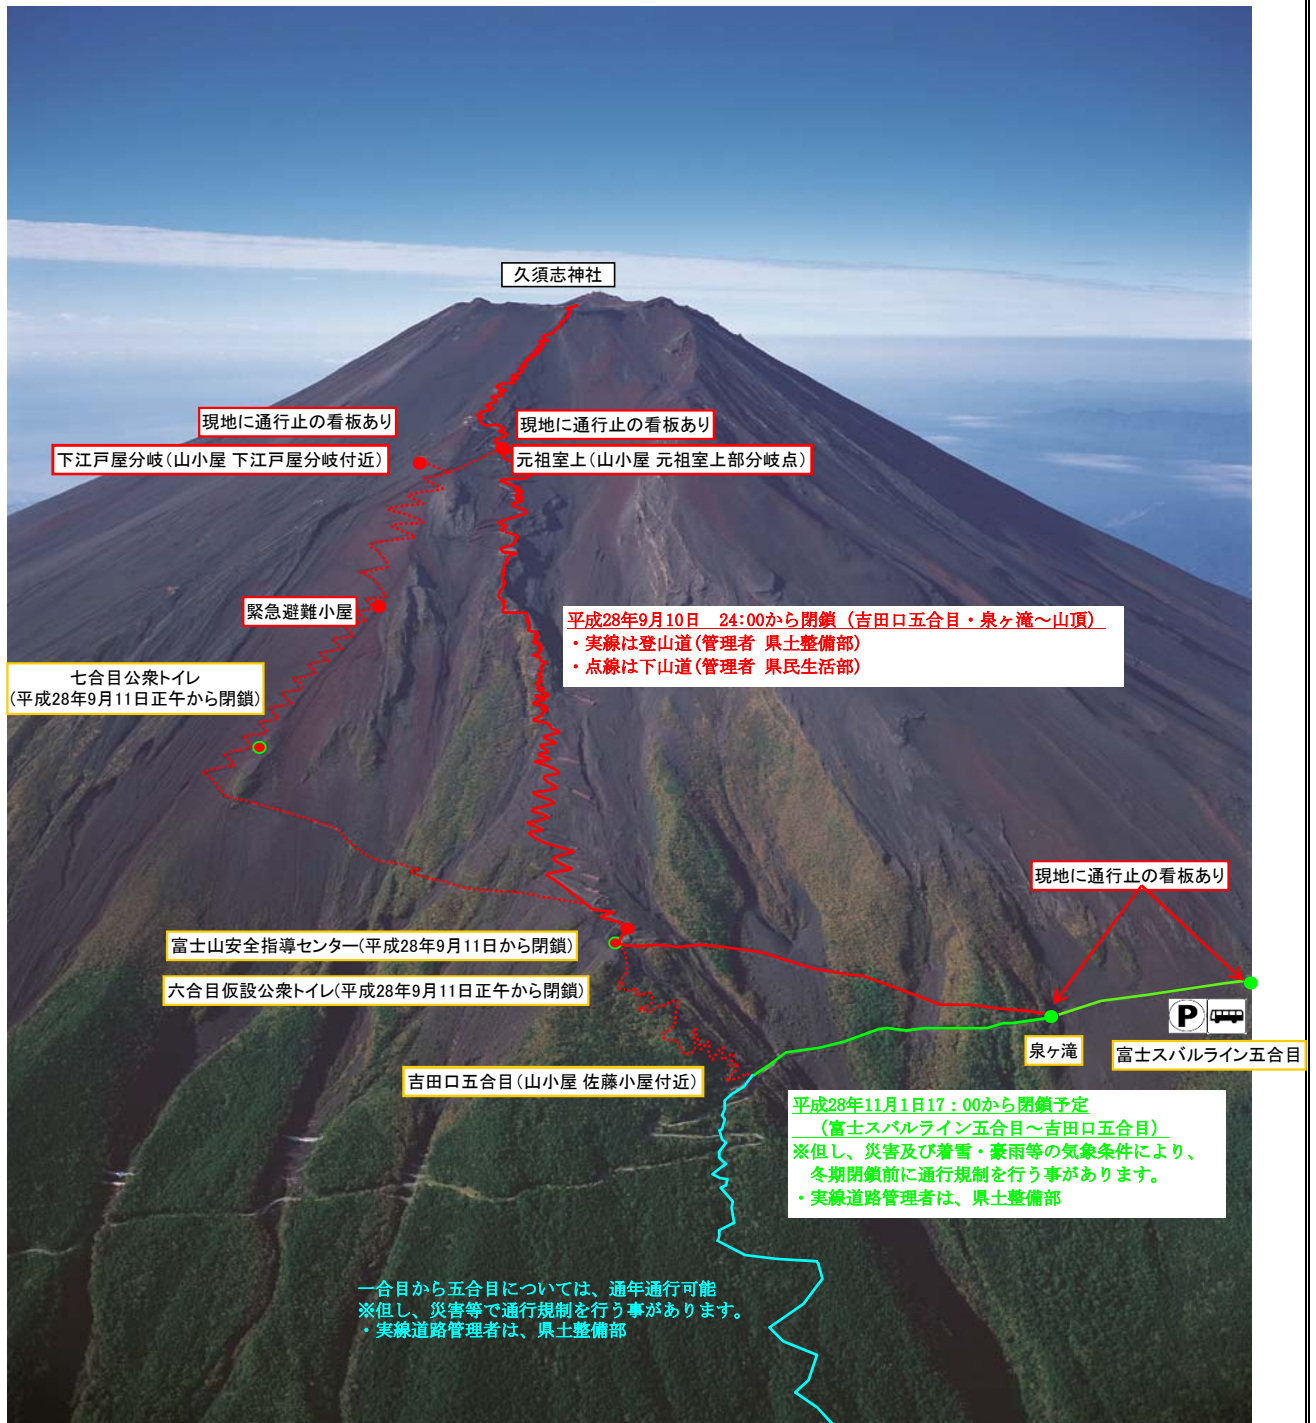 久須志神社
現地に通行止の看板あり
現地に通行止の看板あり
下江戸屋分岐(山小屋 下江戸屋分岐付近)
元祖室上(山小屋 元祖室上部分岐点)
緊急避難小屋
平成28年9月10日 24:00から閉鎖(吉田口五合目・泉ヶ滝～山頂)
・実線は登山道(管理者 県土整備部)
・点線は下山道(管理者 県民生活部)
七合目公衆トイレ
(平成28年9月11日正午から閉鎖)
現地に通行止の看板あり
富士山安全指導センター(平成28年9月11日から閉鎖)
六合目仮設公衆トイレ(平成28年9月11日正午から閉鎖)
P
泉ヶ滝
富士スバルライン五合目
吉田口五合目(山小屋 佐藤小屋付近)
平成28年11月1日17:00から閉鎖予定
(富士スバルライン五合目～吉田口五合目)
※但し、災害及び着雪・豪雨等の気象条件により、
冬期閉鎖前に通行規制を行う事があります。
・実線道路管理者は、県土整備部
一合目から五合目については、通年通行可能
※但し、災害等で通行規制を行う事があります。
・実線道路管理者は、県土整備部